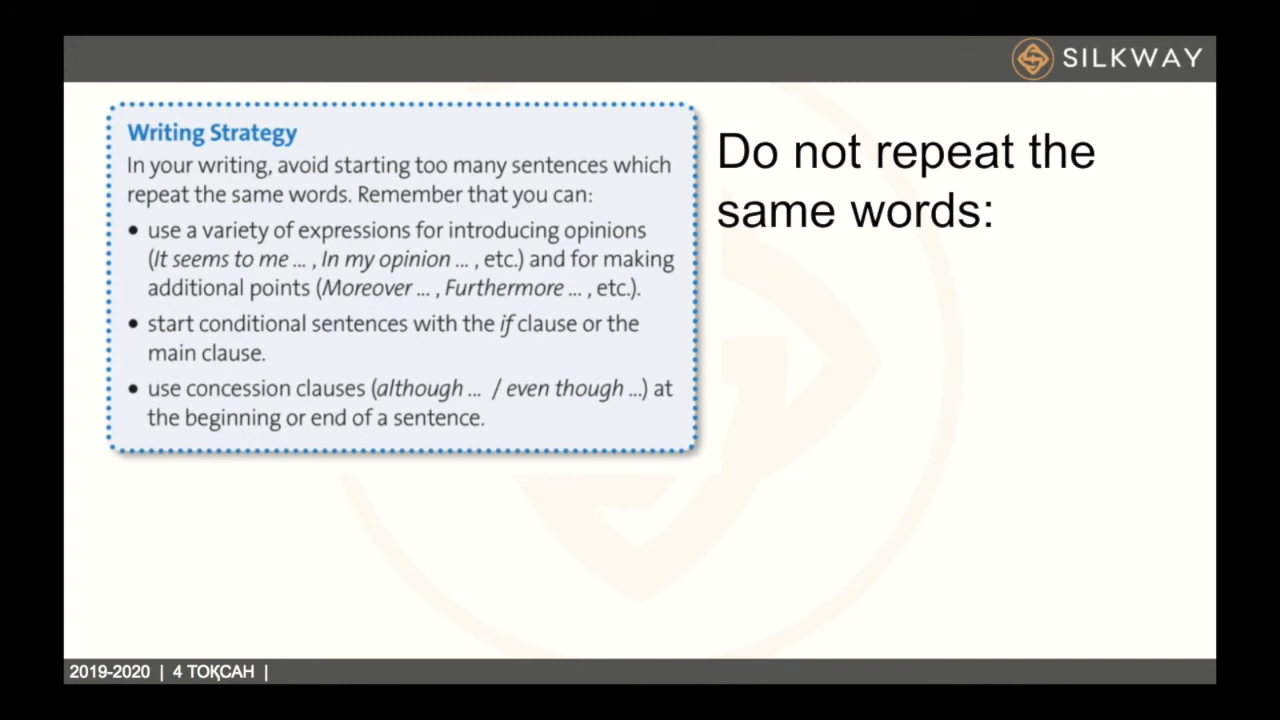 SILKWAY
Writing Strategy
In your writing, avoid starting too many sentences which
repeat the same words. Remember that you can:
• use a variety of expressions for introducing opinions
(It seems to me ... , In my opinion ... , etc.) and for making
additional points (Moreover ... , Furthermore ... , etc.).
• start conditional sentences with the if clause or the
main clause.
• use concession clauses (although ... / even though ...) at
the beginning or end of a sentence.
Do not repeat the
same words:
2019-2020 | 4 ТОҚСАН |